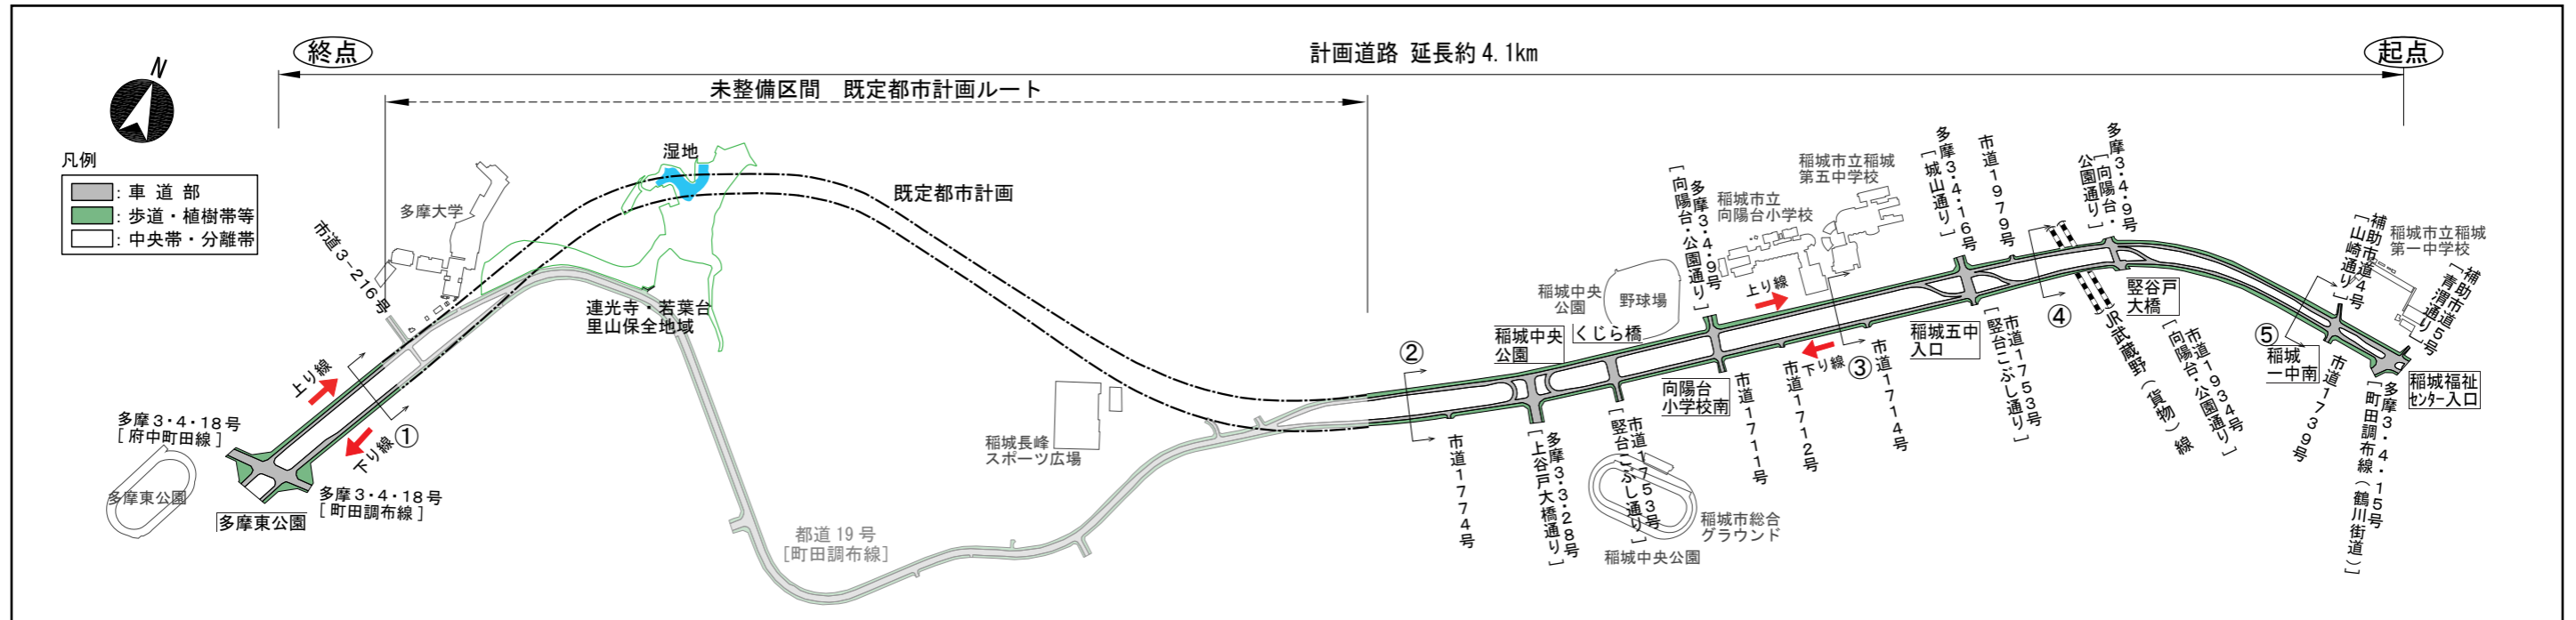 終点
計画道路 延長約 4.1km
起点
未整備区間 既定都市計画ルート
N
凡例
: 車 道 部
: 歩道・植樹帯等
: 中央帯・分離帯
湿地
既定都市計画
多摩大学
市道3-216号
連光寺・若葉台
里山保全地域
上り線
下り線
①
多摩3・4・18号
[府中町田線]
多摩東公園
多摩東公園
多摩3・4・18号
[町田調布線]
都道 19 号
[町田調布線]
稲城長峰
スポーツ広場
②
市道1774号
稲城中央
公園
多摩3・3・28号
[上谷戸大橋通り]
稲城中央
公園
野球場
くじら橋
市道1753号
[竪台こぶし通り]
稲城中央公園
稲城市総合
グラウンド
多摩3・4・9号
[向陽台・公園通り]
向陽台
小学校南
市道1711号
稲城市立
向陽台小学校
稲城市立稲城
第五中学校
上り線
下り線
市道1712号
③
市道1714号
多摩3・4・16号
[城山通り]
稲城五中
入口
市道1753号
[竪台こぶし通り]
市道1979号
④
JR武蔵野(貨物)線
多摩3・4・9号
[向陽台・
公園通り]
竪谷戸
大橋
市道1934号
[向陽台・公園通り]
⑤
稲城
一中南
補助市道4号
[山崎通り]
稲城市立稲城
第一中学校
補助市道5号
[青渭通り]
市道1739号
多摩3・4・15号
[町田調布線(鶴川街道)]
稲城福祉
センター入口